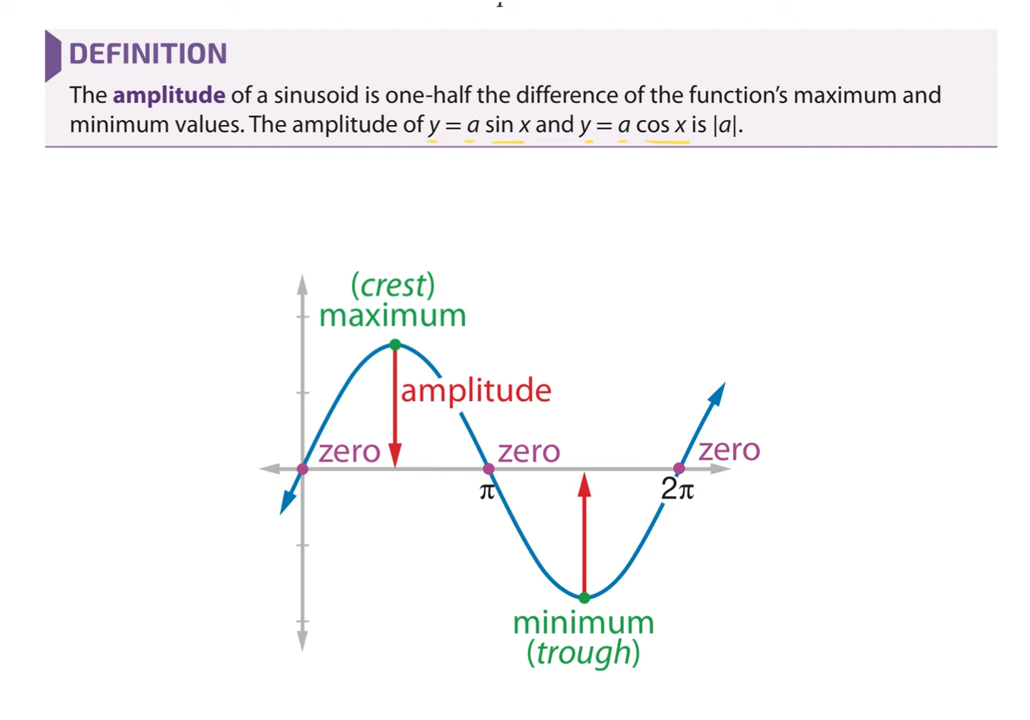 DEFINITION
The amplitude of a sinusoid is one-half the difference of the function’s maximum and
minimum values. The amplitude of y = a sin x and y = a cos x is |a|.
(crest)
maximum
amplitude
zero
zero
zero
π
2π
minimum
(trough)